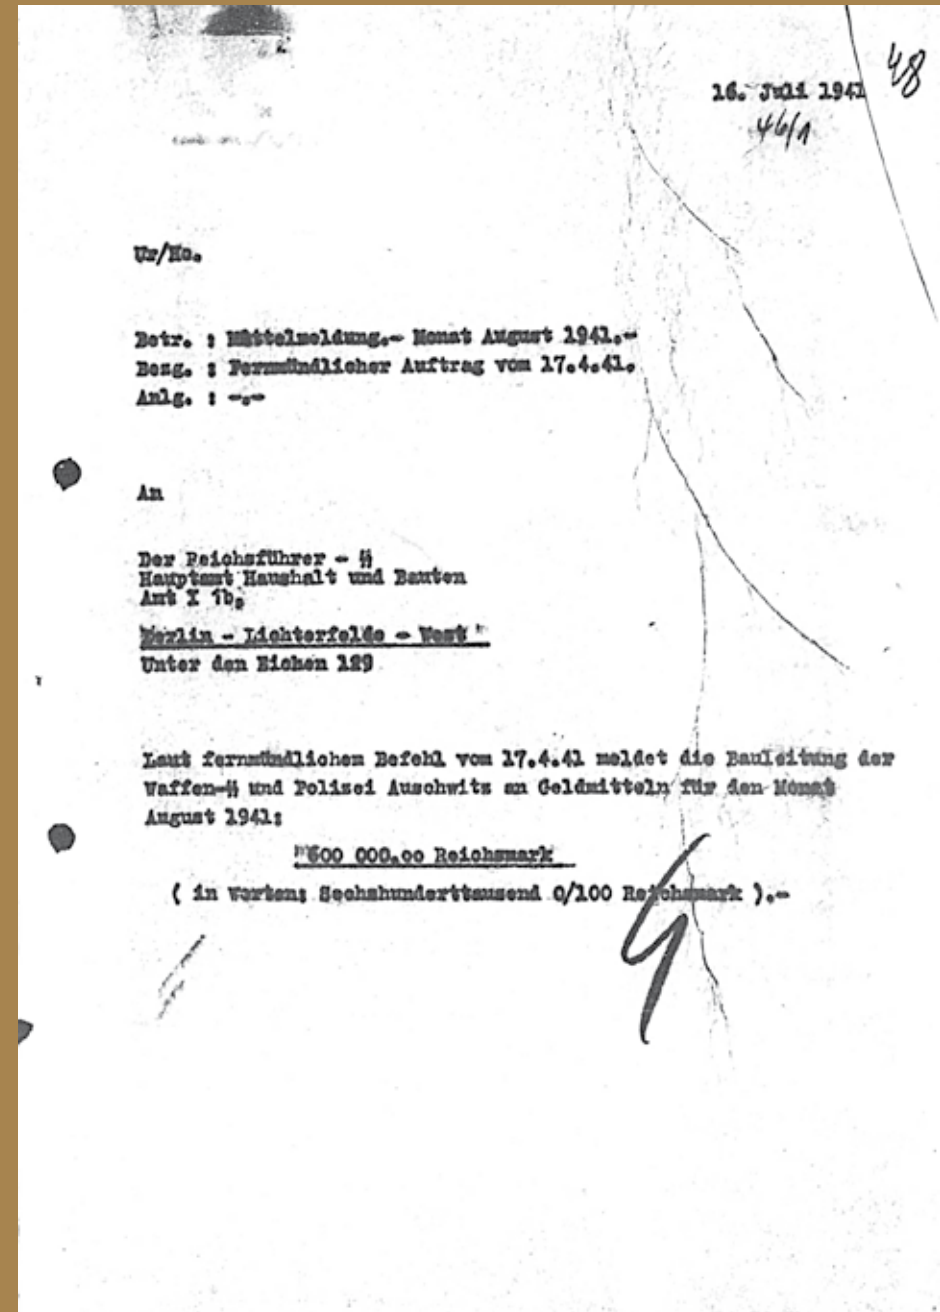 48
16. Juli 1941
46/1
Ur/Ho.
Betr. : Mittelmeldung.- Monat August 1941.-
Bezg. : Fernmündlicher Auftrag vom 17.4.41.
Anlg. : -.-
An
Der Reichsführer - ᛋᛋ
Hauptamt Haushalt und Bauten
Amt I 1b,
Berlin - Lichterfelde - West
Unter den Eichen 129
Laut fernmündlichem Befehl vom 17.4.41 meldet die Bauleitung der
Waffen-ᛋᛋ und Polizei Auschwitz an Geldmitteln für den Monat
August 1941:
"600 000.oo Reichsmark
( in Worten: Sechshunderttausend 0/100 Reichsmark ).-